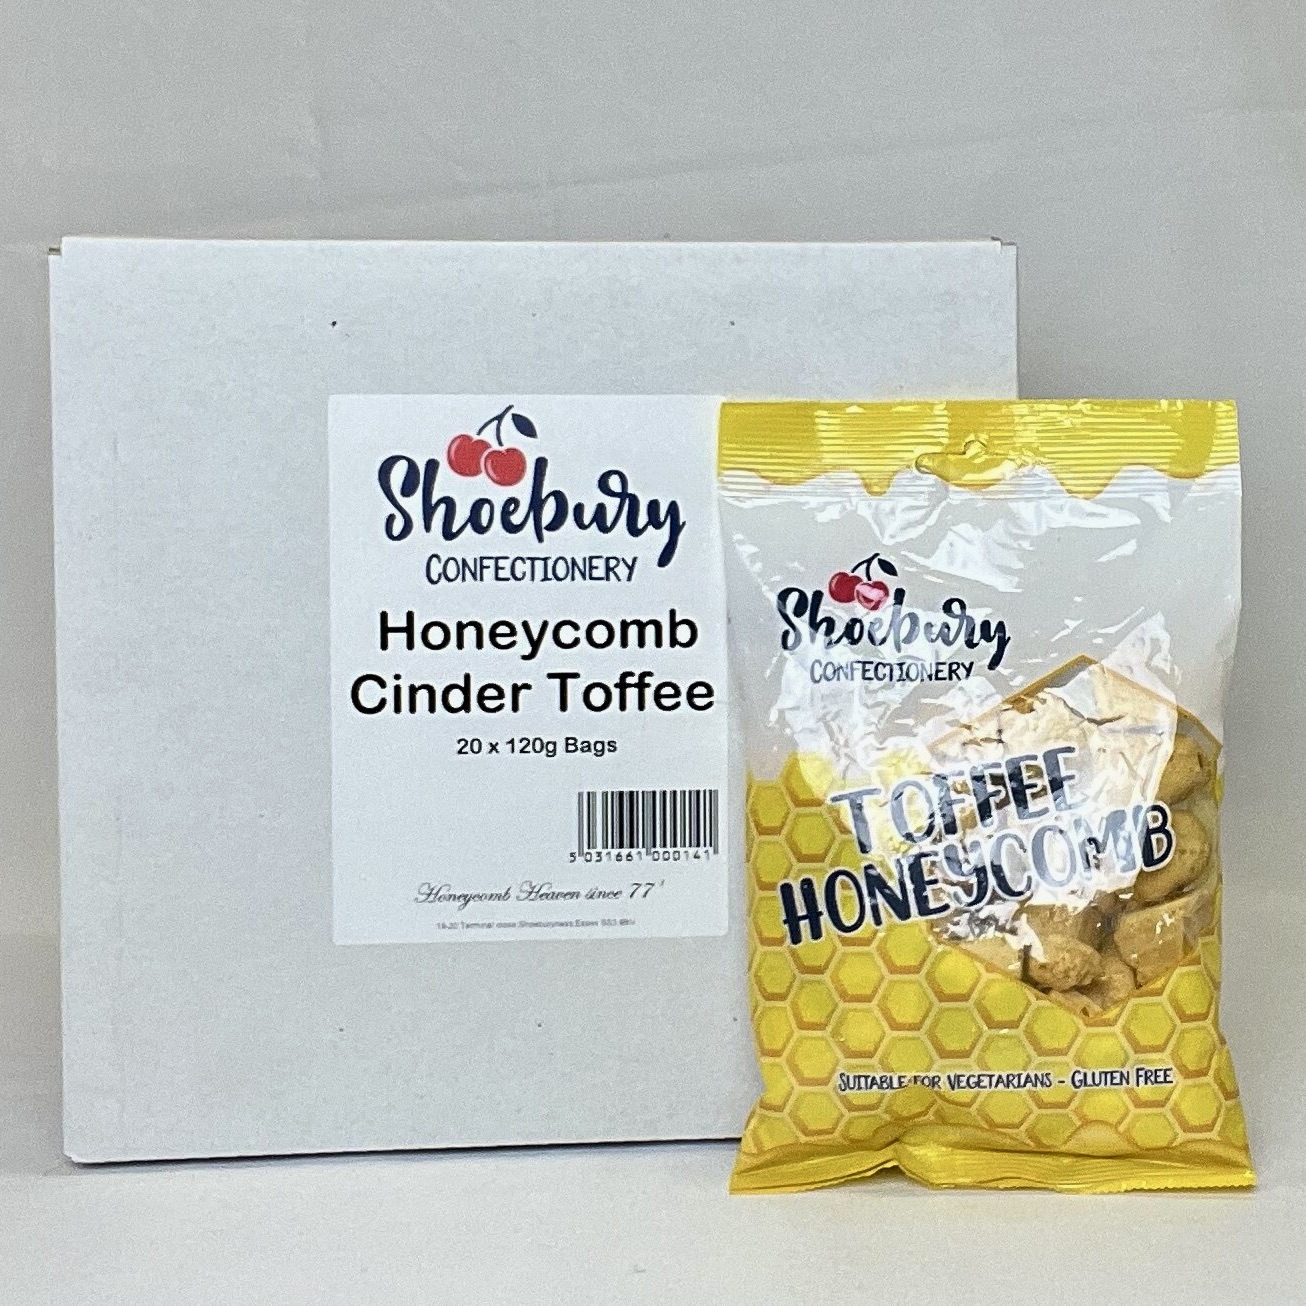 Shoebury
CONFECTIONERY
Honeycomb
Cinder Toffee
20 x 120g Bags
5 031661 000141
Honeycomb Heaven since 77'
Shoebury
CONFECTIONERY
TOFFEE
HONEYCOMB
SUITABLE FOR VEGETARIANS - GLUTEN FREE